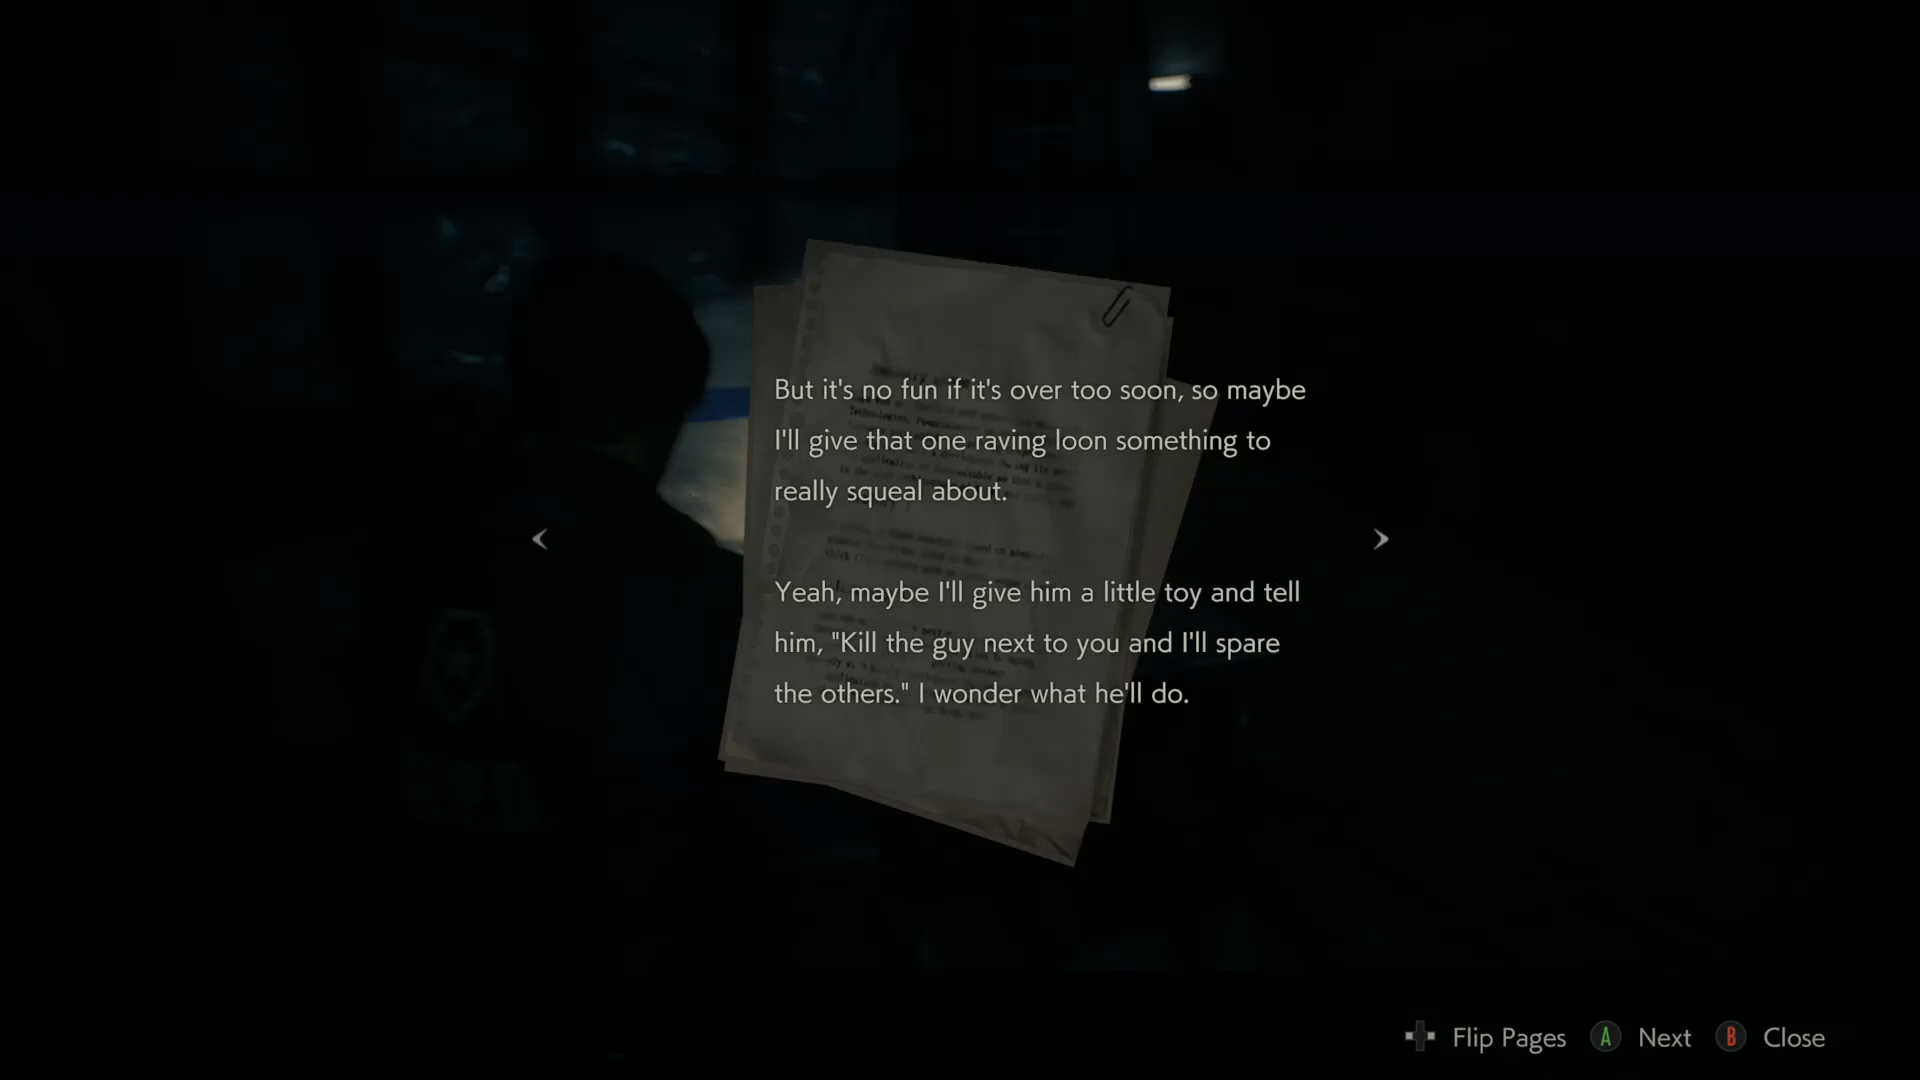 But it's no fun if it's over too soon, so maybe
I'll give that one raving loon something to
really squeal about.
Yeah, maybe I'll give him a little toy and tell
him, "Kill the guy next to you and I'll spare
the others." I wonder what he'll do.
Flip Pages A Next B Close